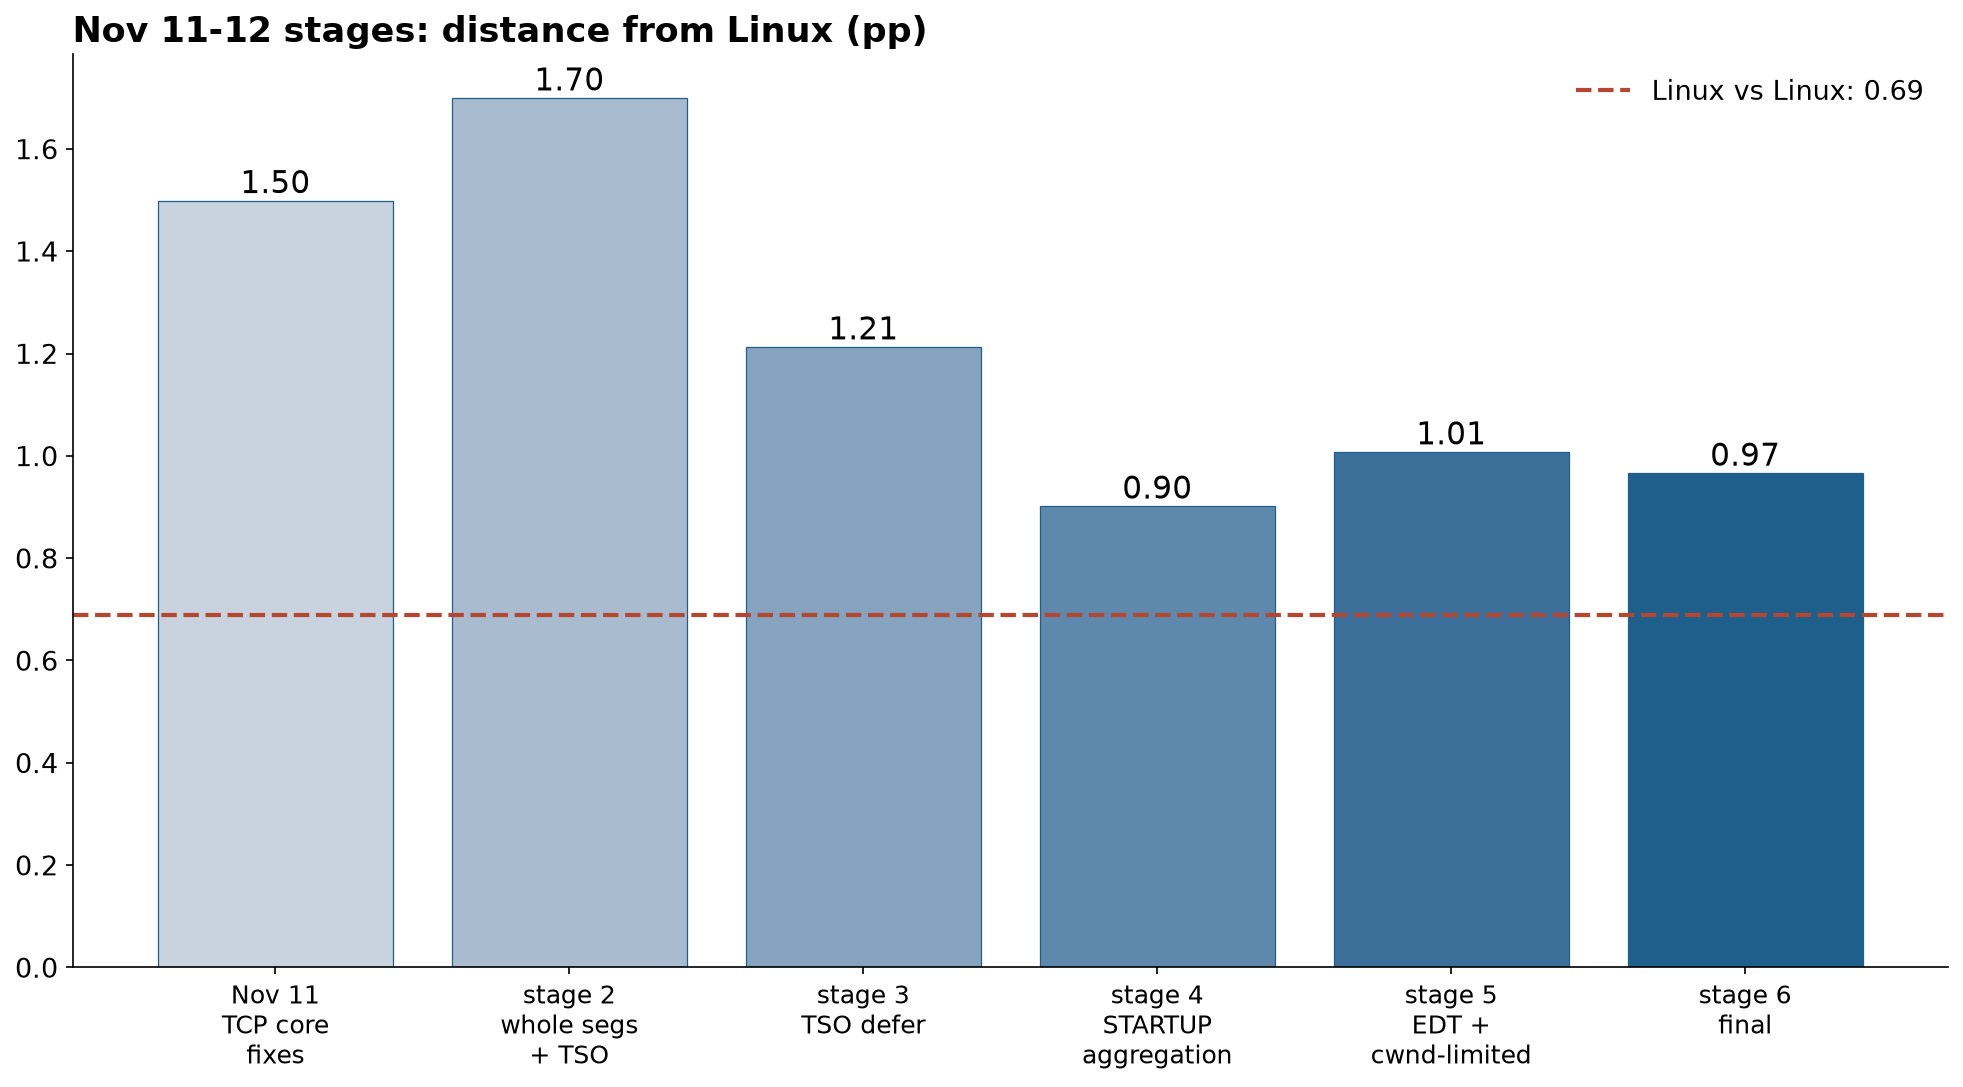 Nov 11-12 stages: distance from Linux (pp)
Linux vs Linux: 0.69
1.70
1.50
1.21
0.90
1.01
0.97
1.6
1.4
1.2
1.0
0.8
0.6
0.4
0.2
0.0
Nov 11
TCP core
fixes
stage 2
whole segs
+ TSO
stage 3
TSO defer
stage 4
STARTUP
aggregation
stage 5
EDT +
cwnd-limited
stage 6
final